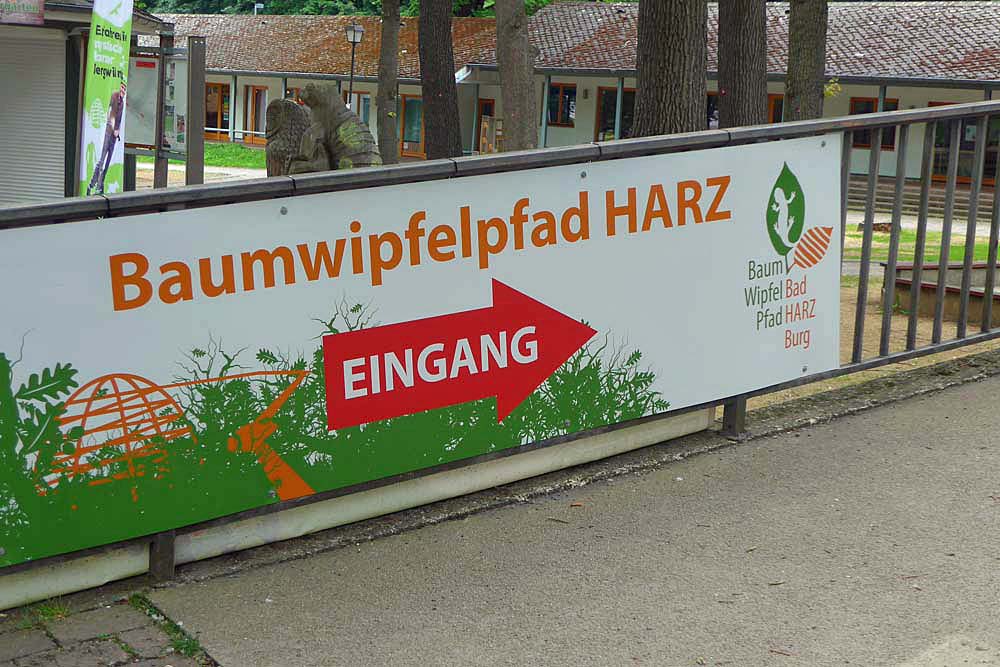 Baumwipfelpfad HARZ
EINGANG
Baum
Wipfel Bad
Pfad HARZ
Burg